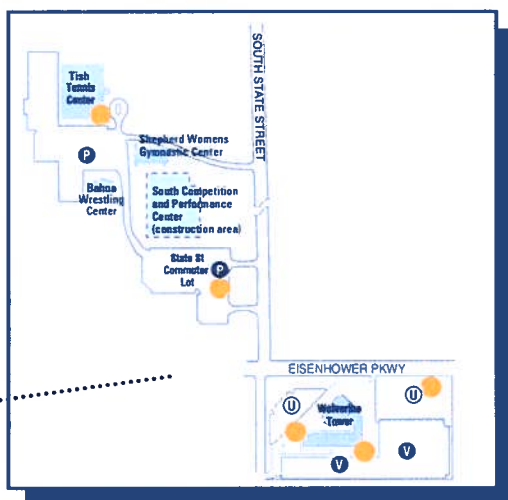 SOUTH STATE STREET
Tish
Tennis
Center
P
Shepherd Womens
Gymnastic Center
Bahna
Wrestling
Center
South Competition
and Performance
Center
(construction area)
State St
Commuter
Lot
P
EISENHOWER PKWY
U
Wolverine
Tower
U
V
V